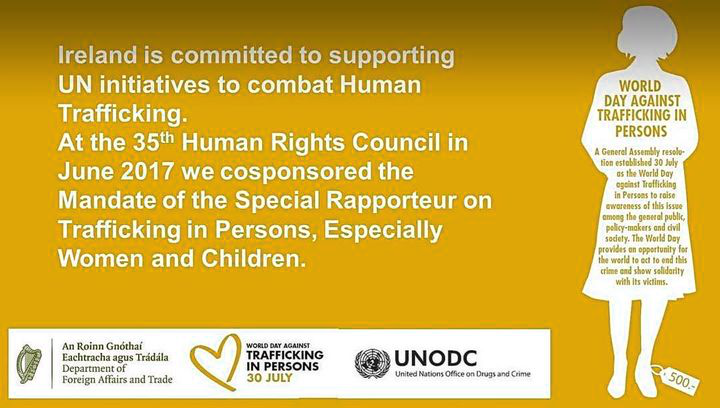 Ireland is committed to supporting
UN initiatives to combat Human
Trafficking.
At the 35th Human Rights Council in
June 2017 we cosponsored the
Mandate of the Special Rapporteur on
Trafficking in Persons, Especially
Women and Children.
WORLD
DAY AGAINST
TRAFFICKING IN
PERSONS
A General Assembly resolu-
tion established 30 July
as the World Day
against Trafficking
in Persons to raise
awareness of this issue
among the general public,
policy-makers and civil
society. The World Day
provides an opportunity for
the world to act to end this
crime and show solidarity
with its victims.
500.-
An Roinn Gnóthaí
Eachtracha agus Trádála
Department of
Foreign Affairs and Trade
WORLD DAY AGAINST
TRAFFICKING
IN PERSONS
30 JULY
UNODC
United Nations Office on Drugs and Crime